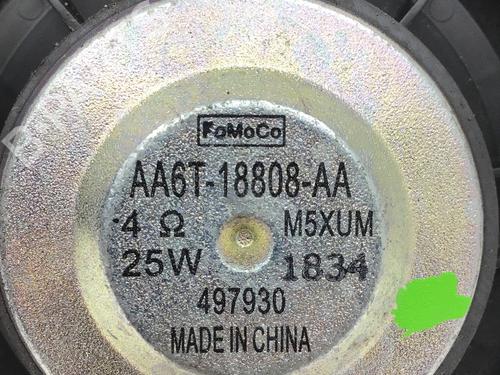 FoMoCo
AA6T-18808-AA
4 Ω M5XUM
25W 1834
497930
MADE IN CHINA